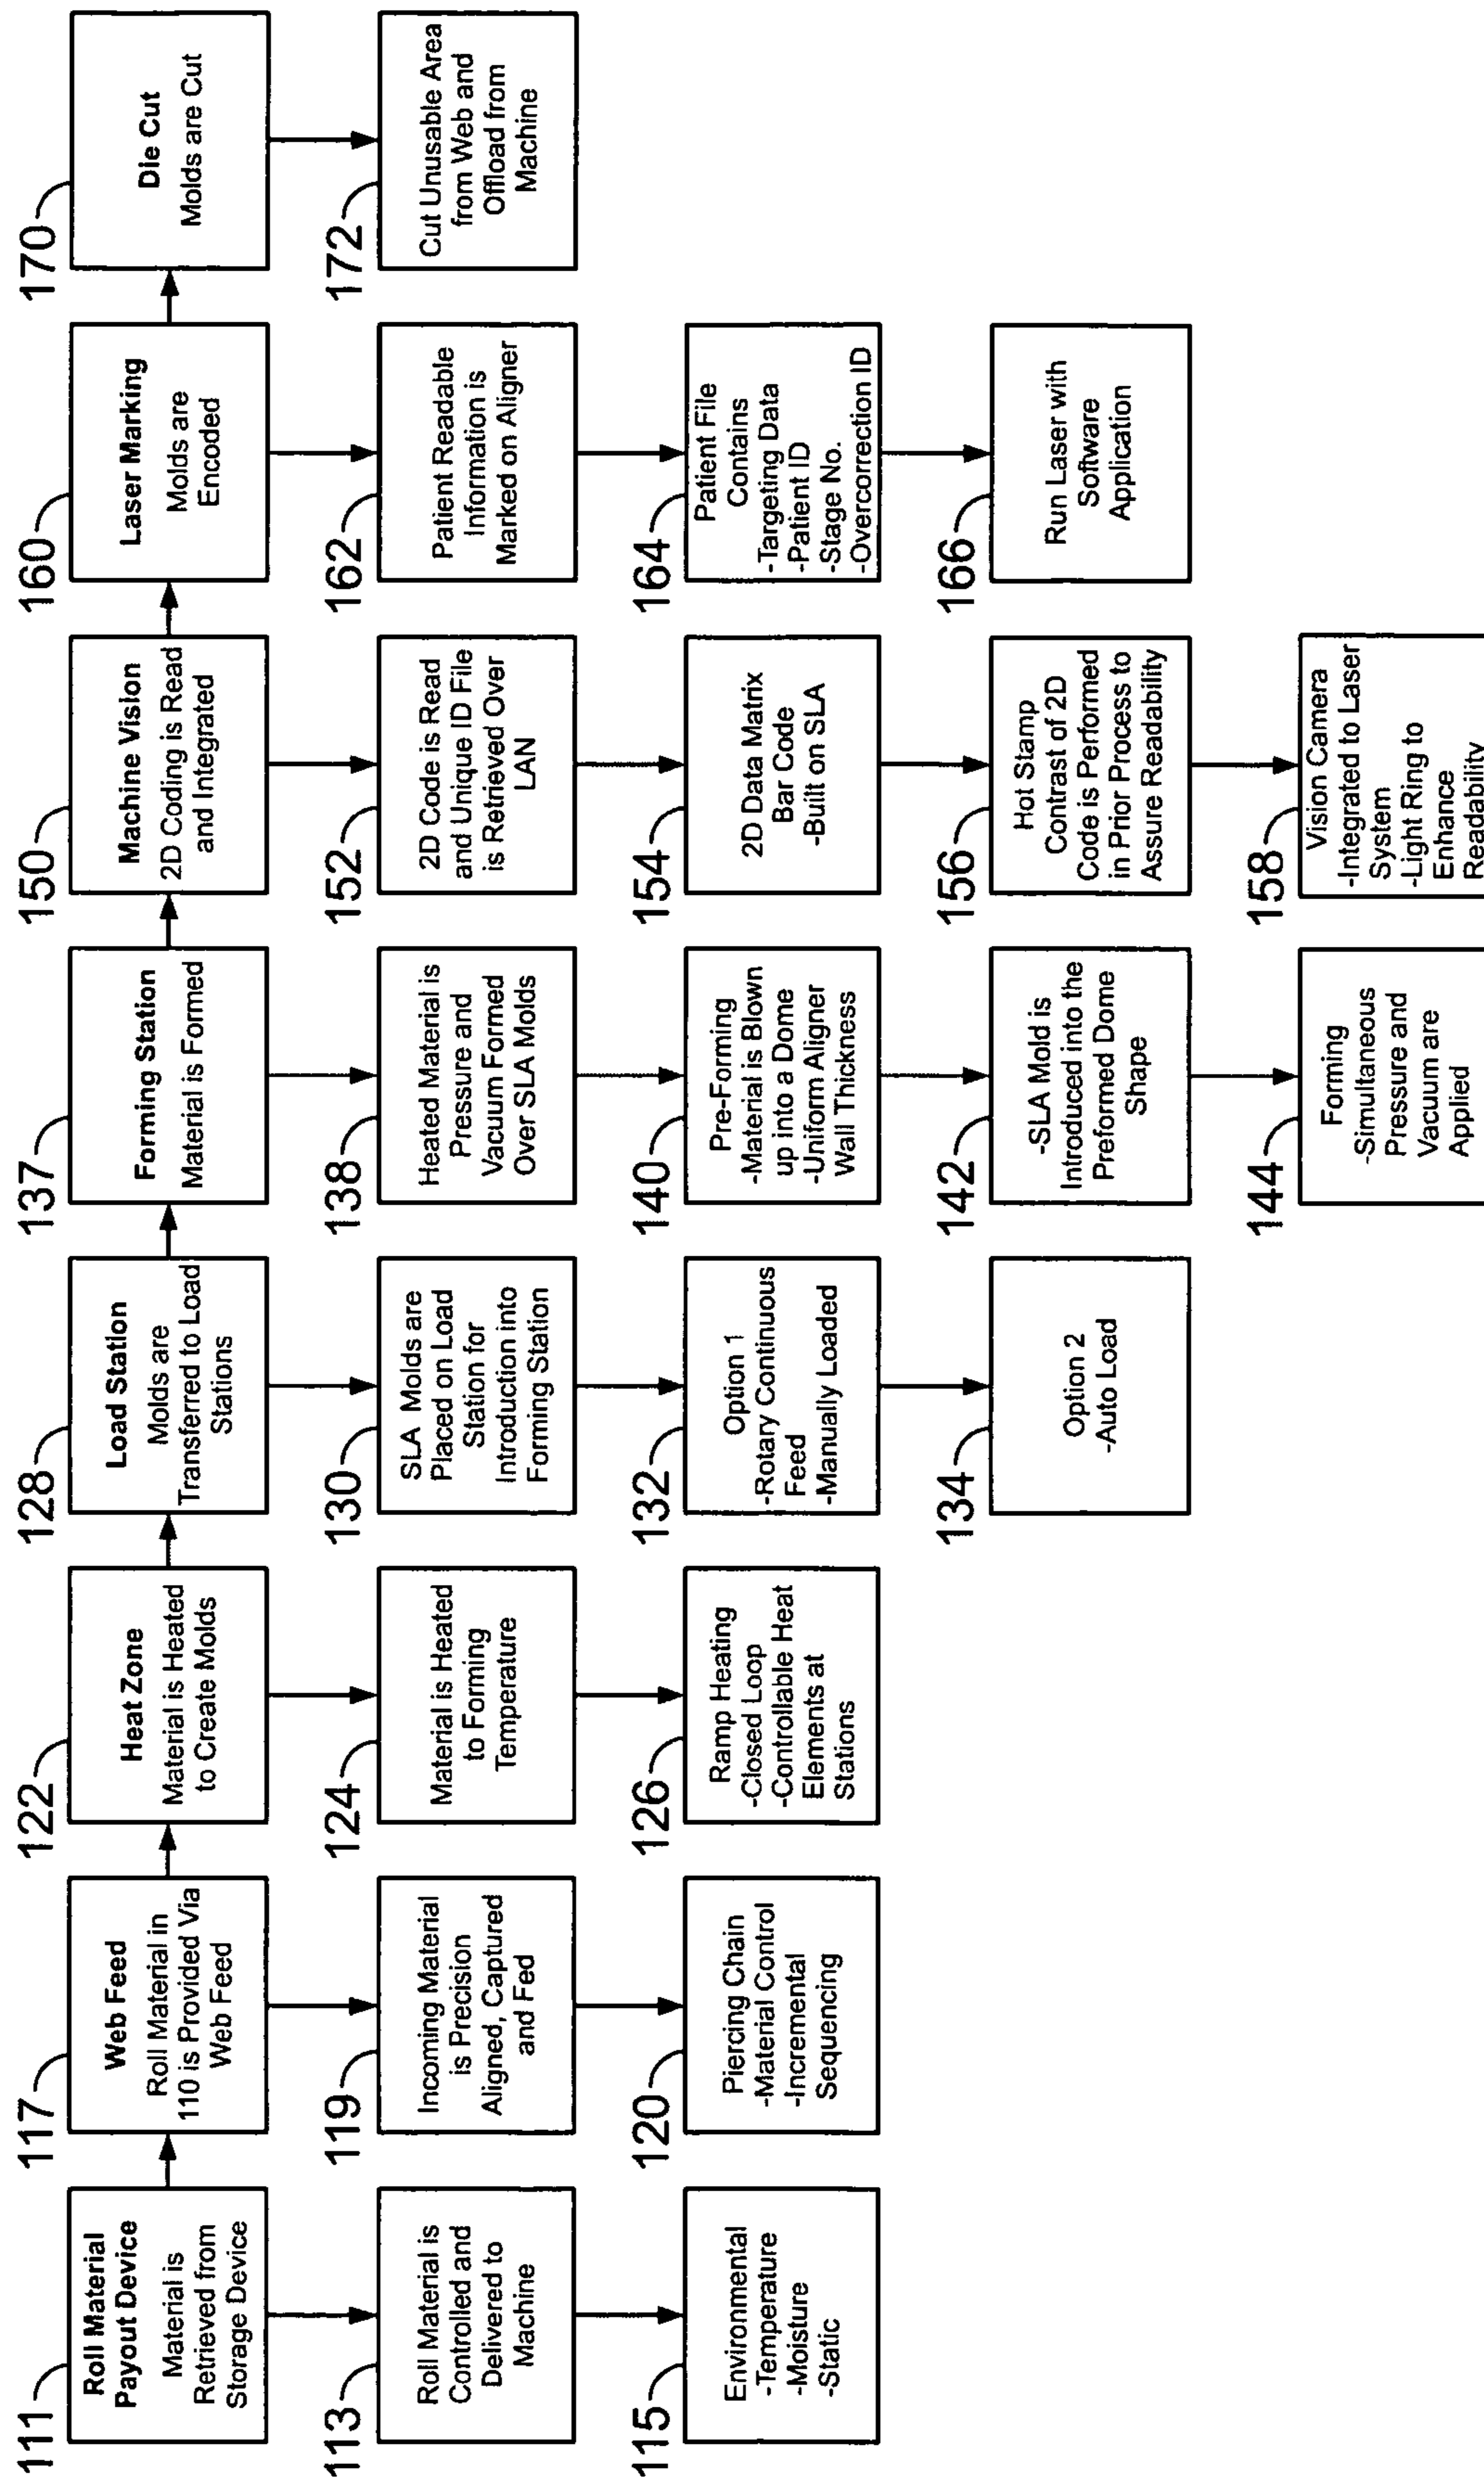 111
Roll Material
Payout Device
Material is
Retrieved from
Storage Device
113
Roll Material is
Controlled and
Delivered to
Machine
115
Environmental
-Temperature
-Moisture
-Static
117
Web Feed
Roll Material in
110 is Provided Via
Web Feed
119
Incoming Material
is Precision
Aligned, Captured
and Fed
120
Piercing Chain
-Material Control
-Incremental
Sequencing
122
Heat Zone
Material is Heated
to Create Molds
124
Material is Heated
to Forming
Temperature
126
Ramp Heating
-Closed Loop
-Controllable Heat
Elements at
Stations
128
Load Station
Molds are
Transferred to Load
Stations
130
SLA Molds are
Placed on Load
Station for
Introduction into
Forming Station
132
Option 1
-Rotary Continuous
Feed
-Manually Loaded
134
Option 2
-Auto Load
137
Forming Station
Material is Formed
138
Heated Material is
Pressure and
Vacuum Formed
Over SLA Molds
140
Pre-Forming
-Material is Blown
up into a Dome
-Uniform Aligner
Wall Thickness
142
-SLA Mold is
Introduced into the
Preformed Dome
Shape
144
Forming
-Simultaneous
Pressure and
Vacuum are
Applied
150
Machine Vision
2D Coding is Read
and Integrated
152
2D Code is Read
and Unique ID File
is Retrieved Over
LAN
154
2D Data Matrix
Bar Code
-Built on SLA
156
Hot Stamp
Contrast of 2D
Code is Performed
in Prior Process to
Assure Readability
158
Vision Camera
-Integrated to Laser
System
-Light Ring to
Enhance
Readability
160
Laser Marking
Molds are
Encoded
162
Patient Readable
Information is
Marked on Aligner
164
Patient File
Contains
-Targeting Data
-Patient ID
-Stage No.
-Overcorrection ID
166
Run Laser with
Software
Application
170
Die Cut
Molds are Cut
172
Cut Unusable Area
from Web and
Offload from
Machine